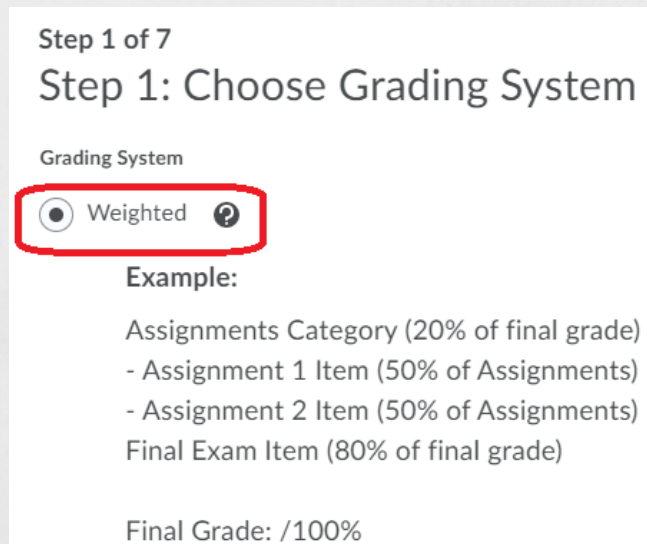 Step 1 of 7
Step 1: Choose Grading System
Grading System
Weighted ?
Example:
Assignments Category (20% of final grade)
- Assignment 1 Item (50% of Assignments)
- Assignment 2 Item (50% of Assignments)
Final Exam Item (80% of final grade)
Final Grade: /100%